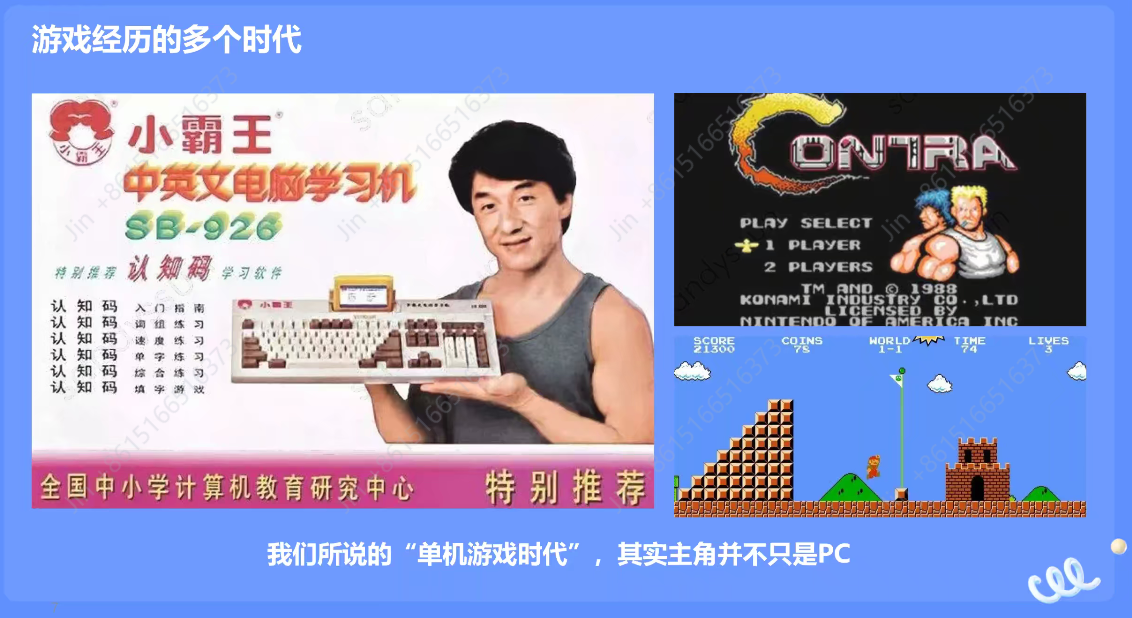 游戏经历的多个时代
小霸王
小霸王®
中英文电脑学习机
SB-926
特别推荐 认知码 学习软件
认知码 入门指南
认知码 词组练习
认知码 速度练习
认知码 单字练习
认知码 综合练习
认知码 填字游戏
小霸王
全国中小学计算机教育研究中心 特别推荐
CONTRA
PLAY SELECT
1 PLAYER
2 PLAYERS
TM AND © 1988
KONAMI INDUSTRY CO.,LTD
LICENSED BY
NINTENDO OF AMERICA INC
SCORE COINS WORLD TIME LIVES
21300 78 1-1 74 3
我们所说的“单机游戏时代”，其实主角并不只是PC